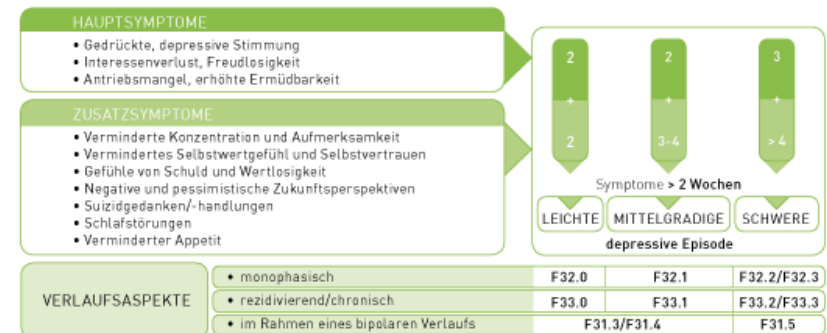 HAUPTSYMPTOME
• Gedrückte, depressive Stimmung
• Interessenverlust, Freudlosigkeit
• Antriebsmangel, erhöhte Ermüdbarkeit
ZUSATZSYMPTOME
• Verminderte Konzentration und Aufmerksamkeit
• Vermindertes Selbstwertgefühl und Selbstvertrauen
• Gefühle von Schuld und Wertlosigkeit
• Negative und pessimistische Zukunftsperspektiven
• Suizidgedanken/-handlungen
• Schlafstörungen
• Verminderter Appetit
2 2 3
+ + +
2 3-4 > 4
Symptome > 2 Wochen
LEICHTE MITTELGRADIGE SCHWERE
depressive Episode
VERLAUFSASPEKTE
• monophasisch F32.0 F32.1 F32.2/F32.3
• rezidivierend/chronisch F33.0 F33.1 F33.2/F33.3
• im Rahmen eines bipolaren Verlaufs F31.3/F31.4 F31.5